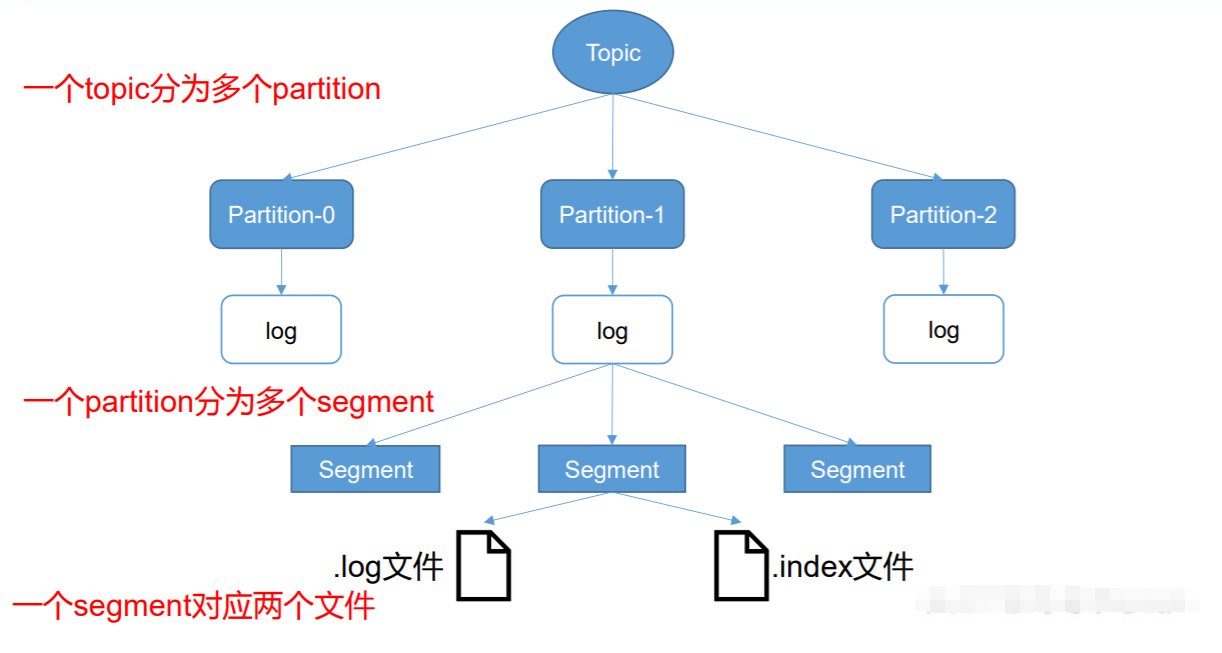 Topic
一个topic分为多个partition
Partition-0
Partition-1
Partition-2
log
log
log
一个partition分为多个segment
Segment
Segment
Segment
.log文件
.index文件
一个segment对应两个文件